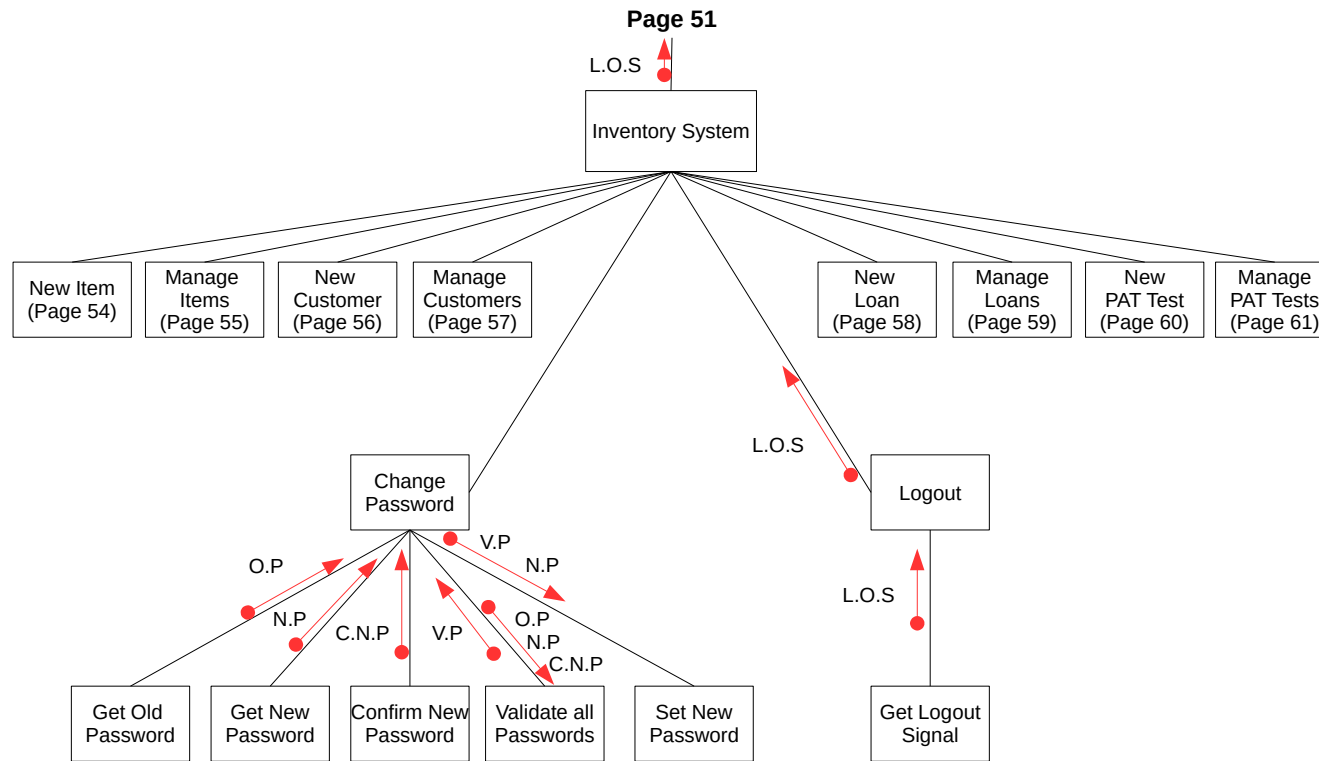 Page 51
L.O.S
Inventory System
New Item
(Page 54)
Manage
Items
(Page 55)
New
Customer
(Page 56)
Manage
Customers
(Page 57)
New
Loan
(Page 58)
Manage
Loans
(Page 59)
New
PAT Test
(Page 60)
Manage
PAT Tests
(Page 61)
L.O.S
Change
Password
Logout
O.P
N.P
C.N.P
V.P
O.P
N.P
C.N.P
V.P
N.P
L.O.S
Get Old
Password
Get New
Password
Confirm New
Password
Validate all
Passwords
Set New
Password
Get Logout
Signal